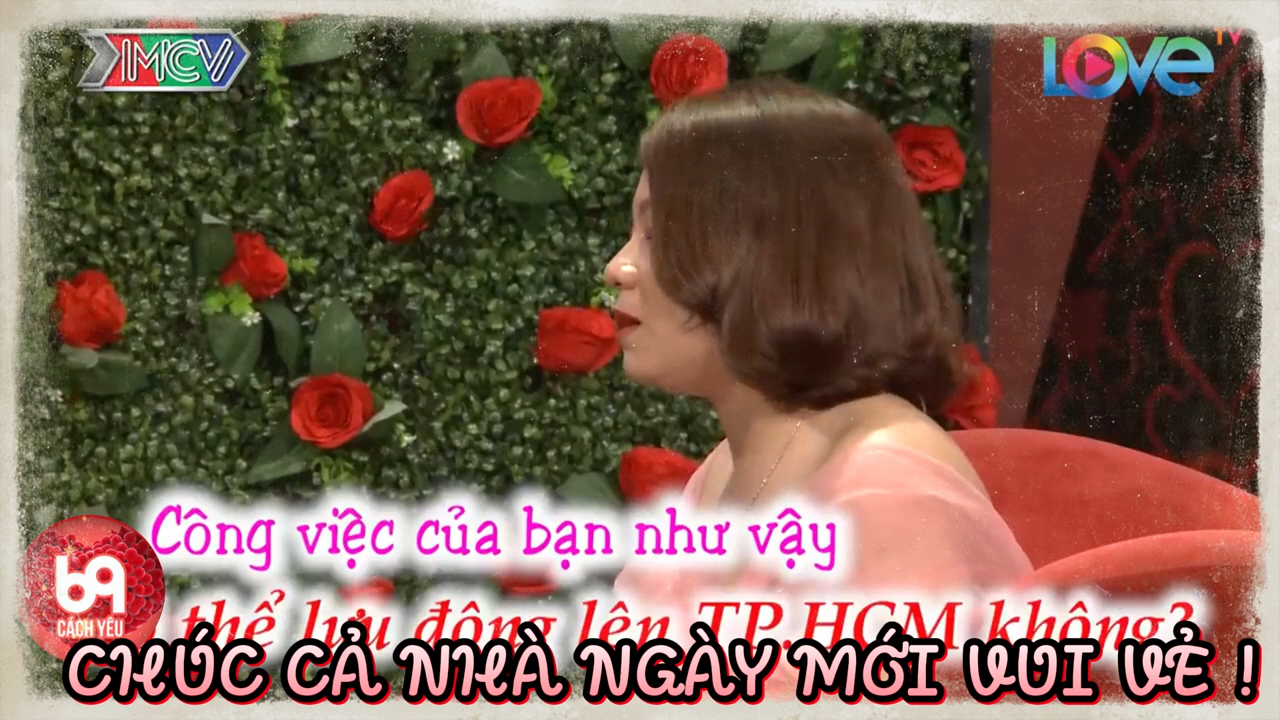 MCV
LOVE TV
Công việc của bạn như vậy
thể lưu động lên TP.HCM không?
69
CÁCH YÊU
CHÚC CẢ NHÀ NGÀY MỚI VUI VẺ !